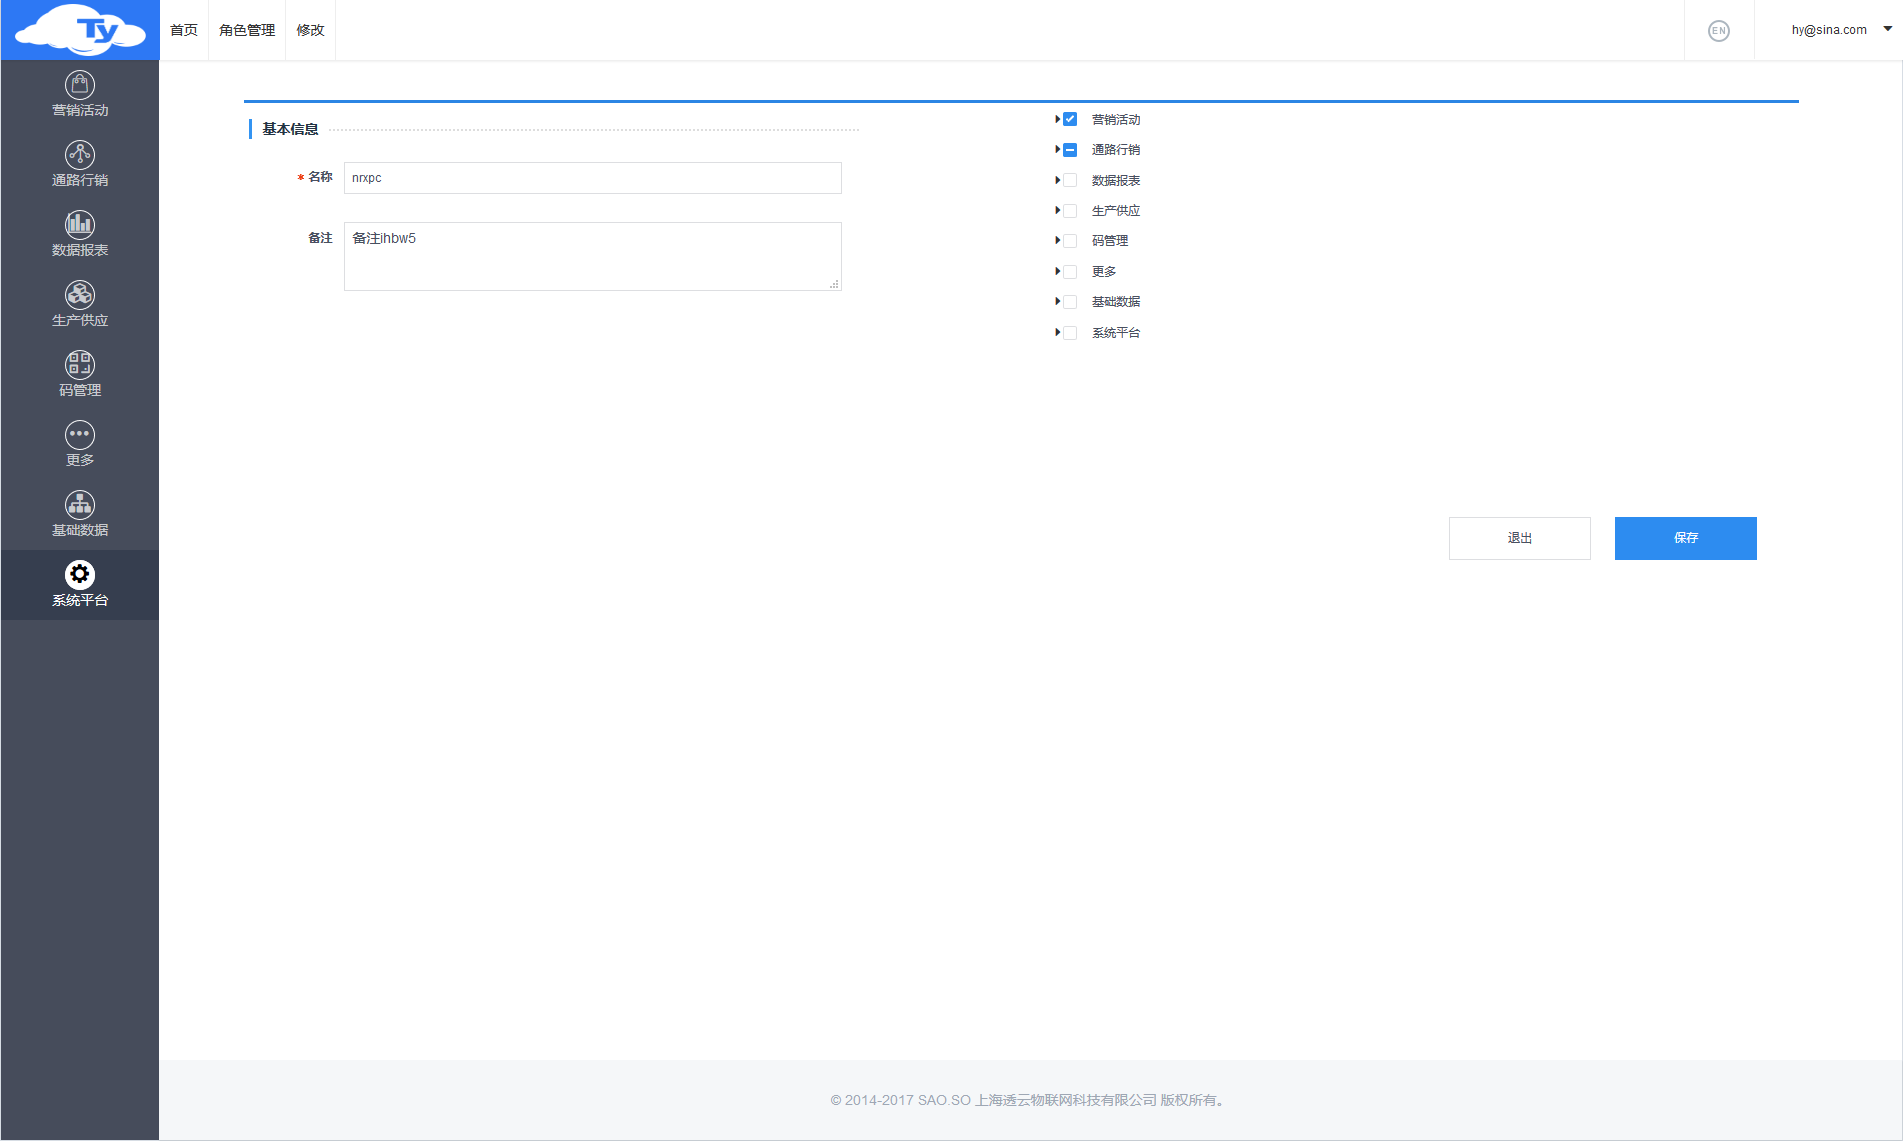 Ty
首页
角色管理
修改
EN
hy@sina.com
营销活动
通路行销
数据报表
生产供应
码管理
更多
基础数据
系统平台
基本信息
* 名称
nrxpc
备注
备注ihbw5
营销活动
通路行销
数据报表
生产供应
码管理
更多
基础数据
系统平台
退出
保存
© 2014-2017 SAO.SO 上海透云物联网科技有限公司 版权所有。